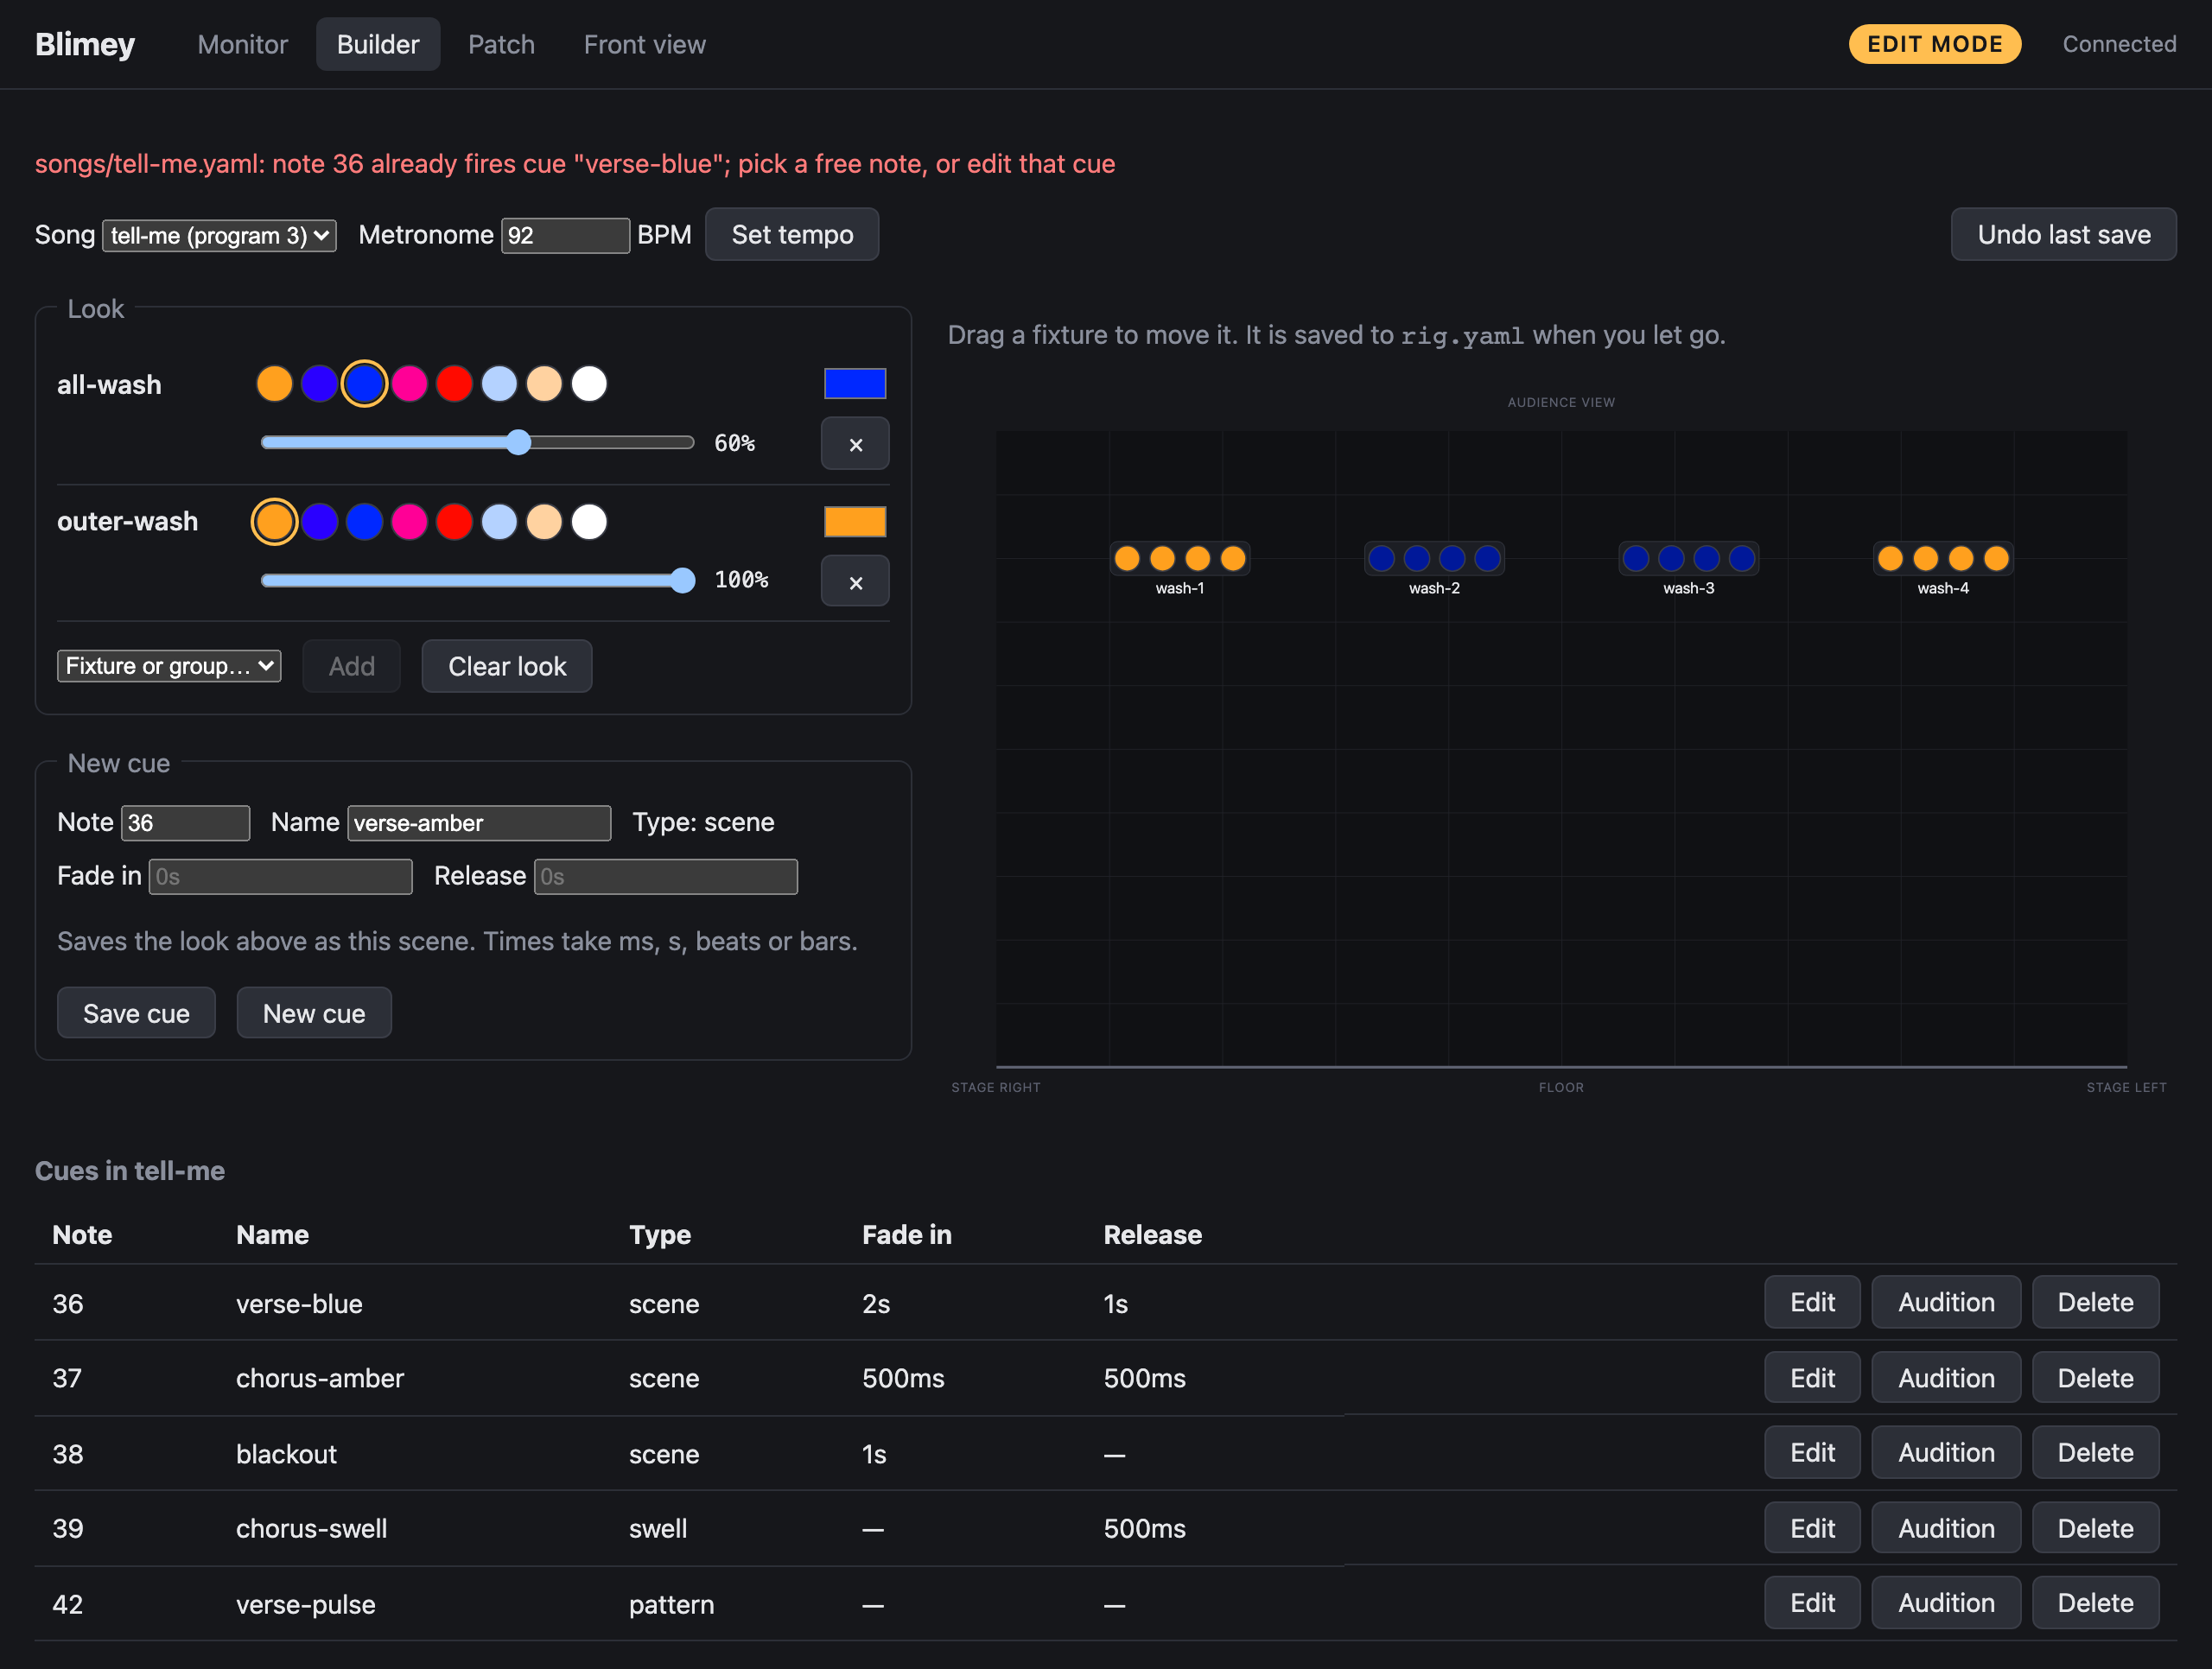 Blimey Monitor Builder Patch Front view EDIT MODE Connected
songs/tell-me.yaml: note 36 already fires cue "verse-blue"; pick a free note, or edit that cue
Song tell-me (program 3) Metronome 92 BPM Set tempo Undo last save
Look
all-wash
60% ×
outer-wash
100% ×
Fixture or group... Add Clear look
New cue
Note 36 Name verse-amber Type: scene
Fade in 0s Release 0s
Saves the look above as this scene. Times take ms, s, beats or bars.
Save cue New cue
Drag a fixture to move it. It is saved to rig.yaml when you let go.
AUDIENCE VIEW
wash-1 wash-2 wash-3 wash-4
STAGE RIGHT FLOOR STAGE LEFT
Cues in tell-me
Note Name Type Fade in Release
36 verse-blue scene 2s 1s Edit Audition Delete
37 chorus-amber scene 500ms 500ms Edit Audition Delete
38 blackout scene 1s — Edit Audition Delete
39 chorus-swell swell — 500ms Edit Audition Delete
42 verse-pulse pattern — — Edit Audition Delete